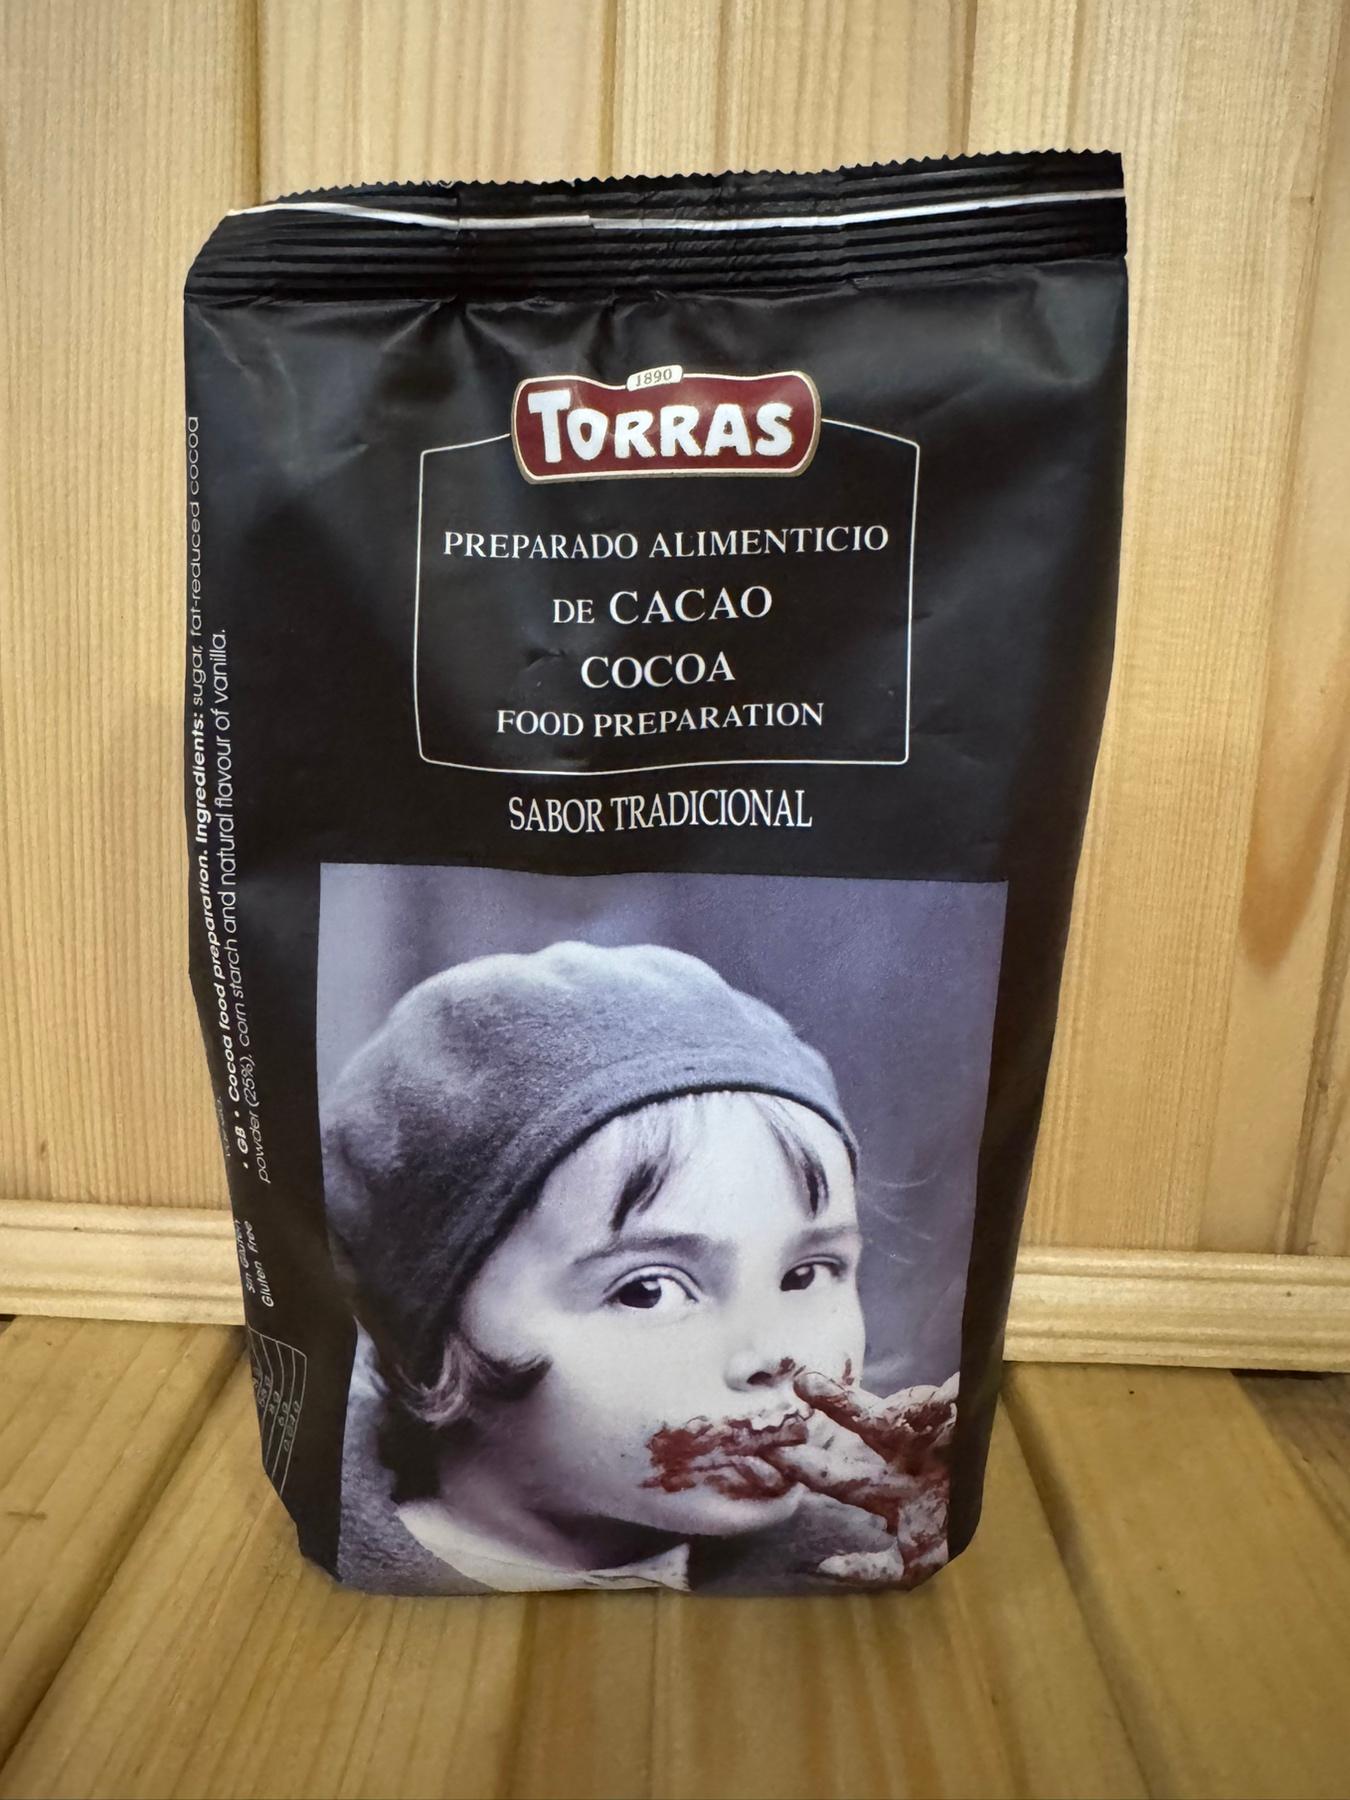 1890
TORRAS
PREPARADO ALIMENTICIO
DE CACAO
COCOA
FOOD PREPARATION
SABOR TRADICIONAL
• GB • Cocoa food preparation. Ingredients: sugar, fat-reduced cocoa
powder (25%), corn starch and natural flavour of vanilla.
Sin Gluten
Gluten Free